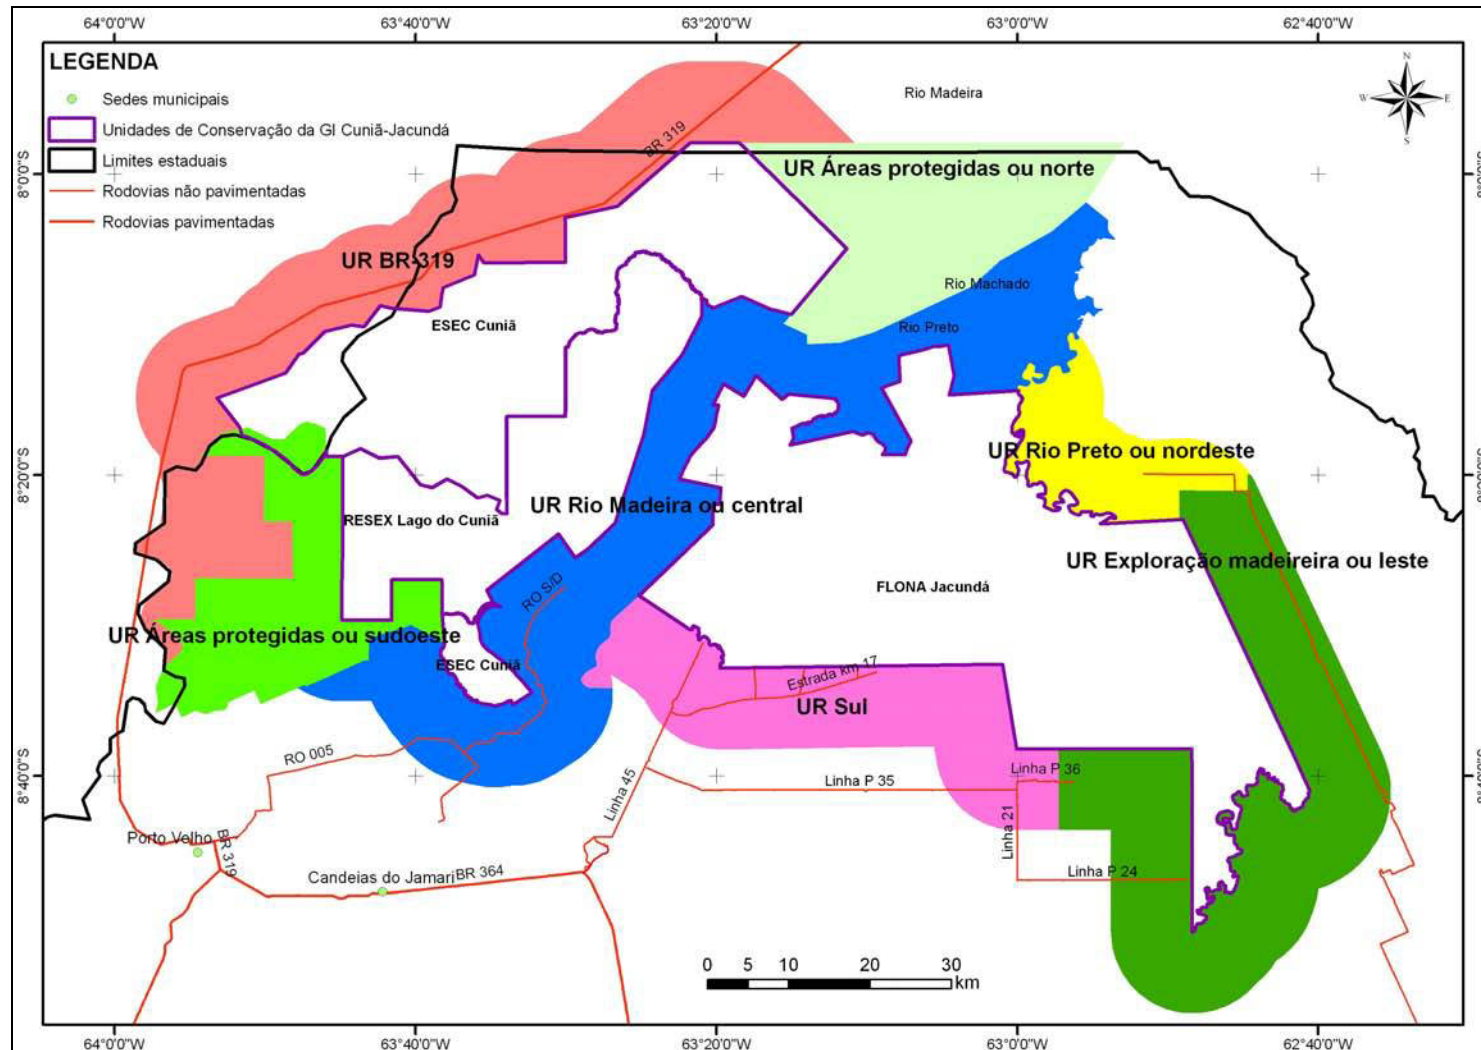 64°0'0"W 63°40'0"W 63°20'0"W 63°0'0"W 62°40'0"W
LEGENDA
Sedes municipais
Unidades de Conservação da GI Cuniã-Jacundá
Limites estaduais
Rodovias não pavimentadas
Rodovias pavimentadas
N
W E
S
Rio Madeira
BR 319
8°0'0"S
UR Áreas protegidas ou norte
UR BR-319
Rio Machado
ESEC Cuniã
Rio Preto
UR Rio Preto ou nordeste
8°20'0"S
UR Rio Madeira ou central
RESEX Lago do Cuniã
UR Exploração madeireira ou leste
RO S/D
FLONA Jacundá
UR Áreas protegidas ou sudoeste
ESEC Cuniã
Estrada km 17
UR Sul
RO 005
8°40'0"S
Linha 45
Linha P 35
Linha P 36
Linha 21
Porto Velho
BR 319
Candeias do Jamari
BR 364
Linha P 24
0 5 10 20 30
km
64°0'0"W 63°40'0"W 63°20'0"W 63°0'0"W 62°40'0"W